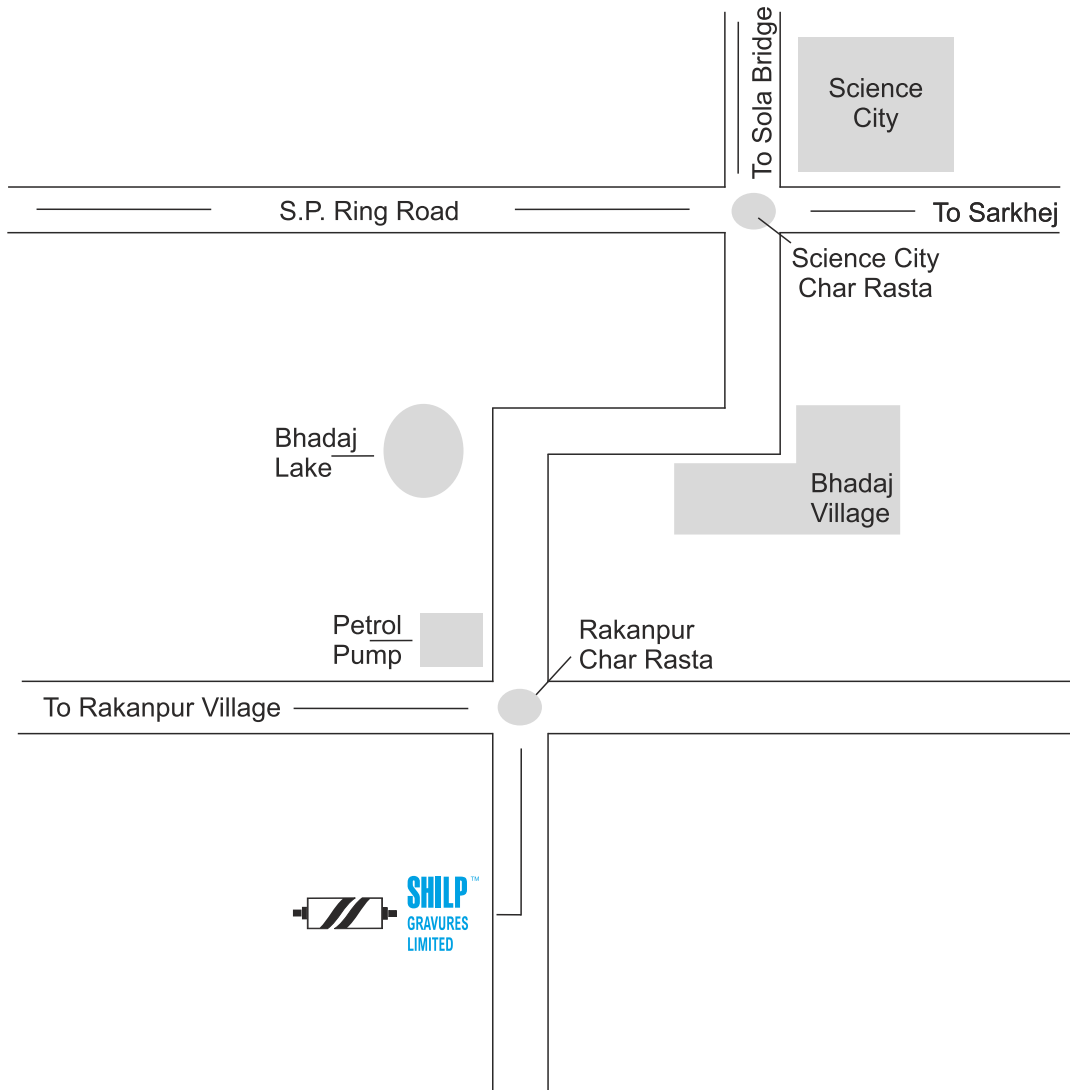 To Sola Bridge
Science
City
S.P. Ring Road
To Sarkhej
Science City
Char Rasta
Bhadaj
Lake
Bhadaj
Village
Petrol
Pump
Rakanpur
Char Rasta
To Rakanpur Village
SHILP™
GRAVURES
LIMITED